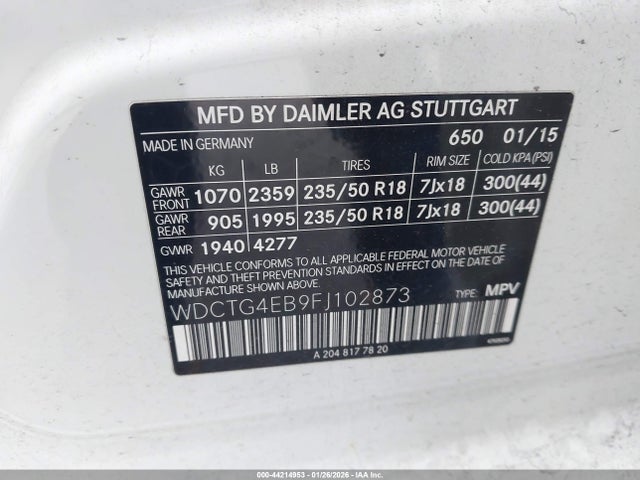 MFD BY DAIMLER AG STUTTGART
MADE IN GERMANY 650 01/15
KG LB TIRES RIM SIZE COLD KPA (PSI)
GAWR FRONT 1070 2359 235/50 R18 7Jx18 300(44)
GAWR REAR 905 1995 235/50 R18 7Jx18 300(44)
GVWR 1940 4277
THIS VEHICLE CONFORMS TO ALL APPLICABLE FEDERAL MOTOR VEHICLE
SAFETY AND THEFT PREVENTION STANDARDS IN EFFECT ON THE DATE
OF MANUFACTURE SHOWN ABOVE.
WDCTG4EB9FJ102873 TYPE: MPV
A 204 817 78 20
000-44214953 | 01/26/2026 - COPYRIGHT IAA, LLC